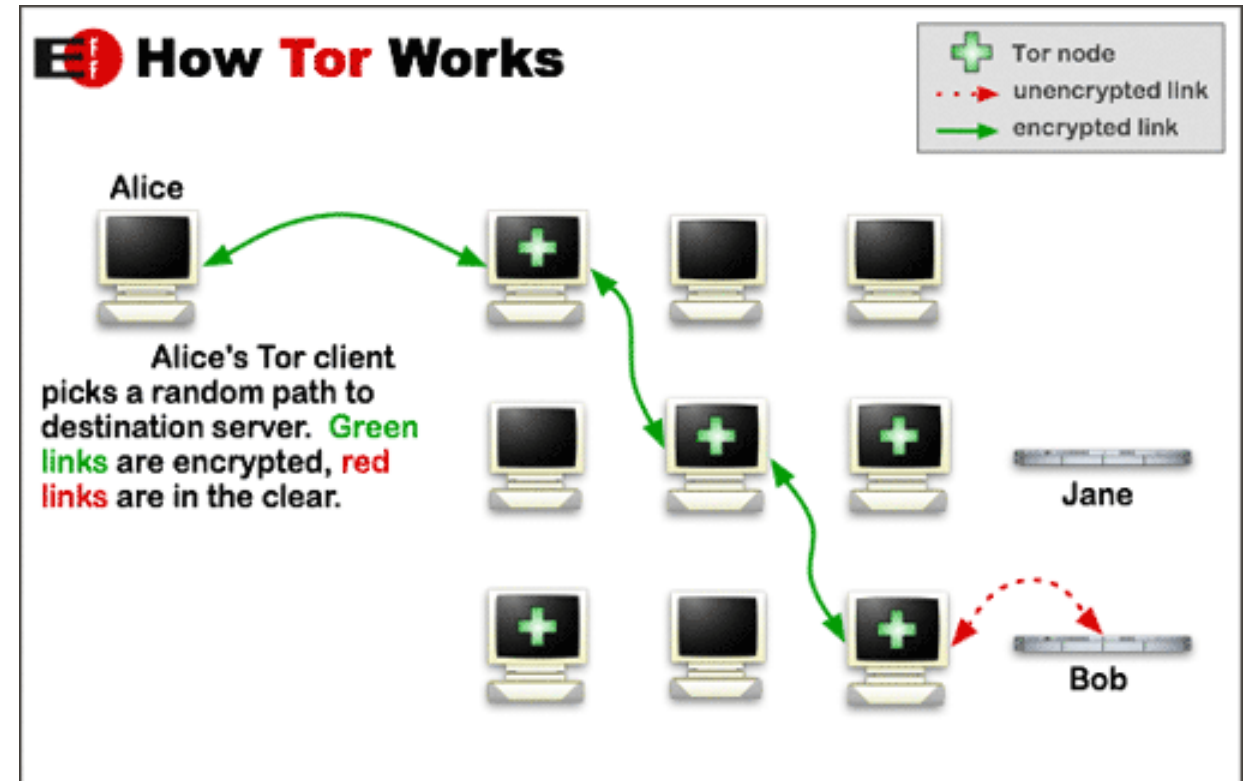 EFF How Tor Works
Tor node
unencrypted link
encrypted link
Alice
Alice's Tor client
picks a random path to
destination server. Green
links are encrypted, red
links are in the clear.
Jane
Bob